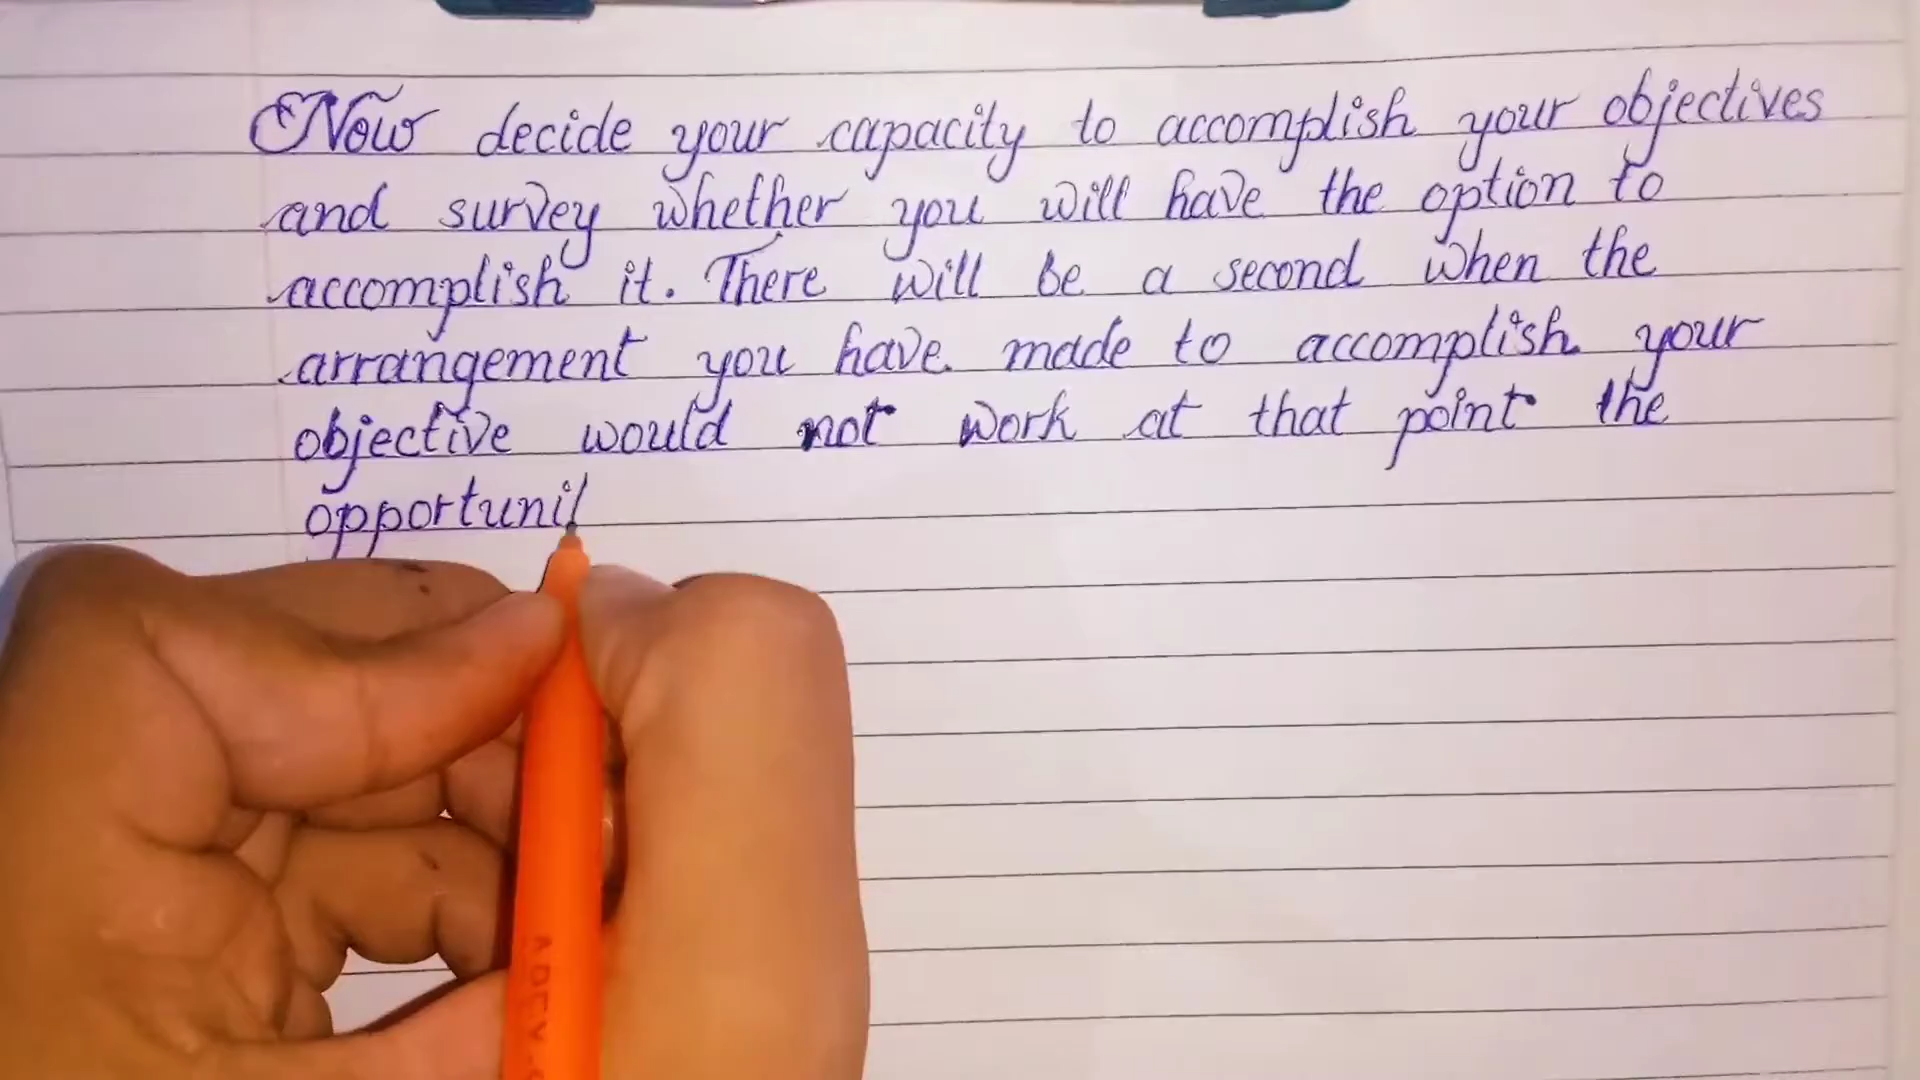 Now decide your capacity to accomplish your objectives
and survey whether you will have the option to
accomplish it. There will be a second when the
arrangement you have made to accomplish your
objective would not work at that point the
opportuni